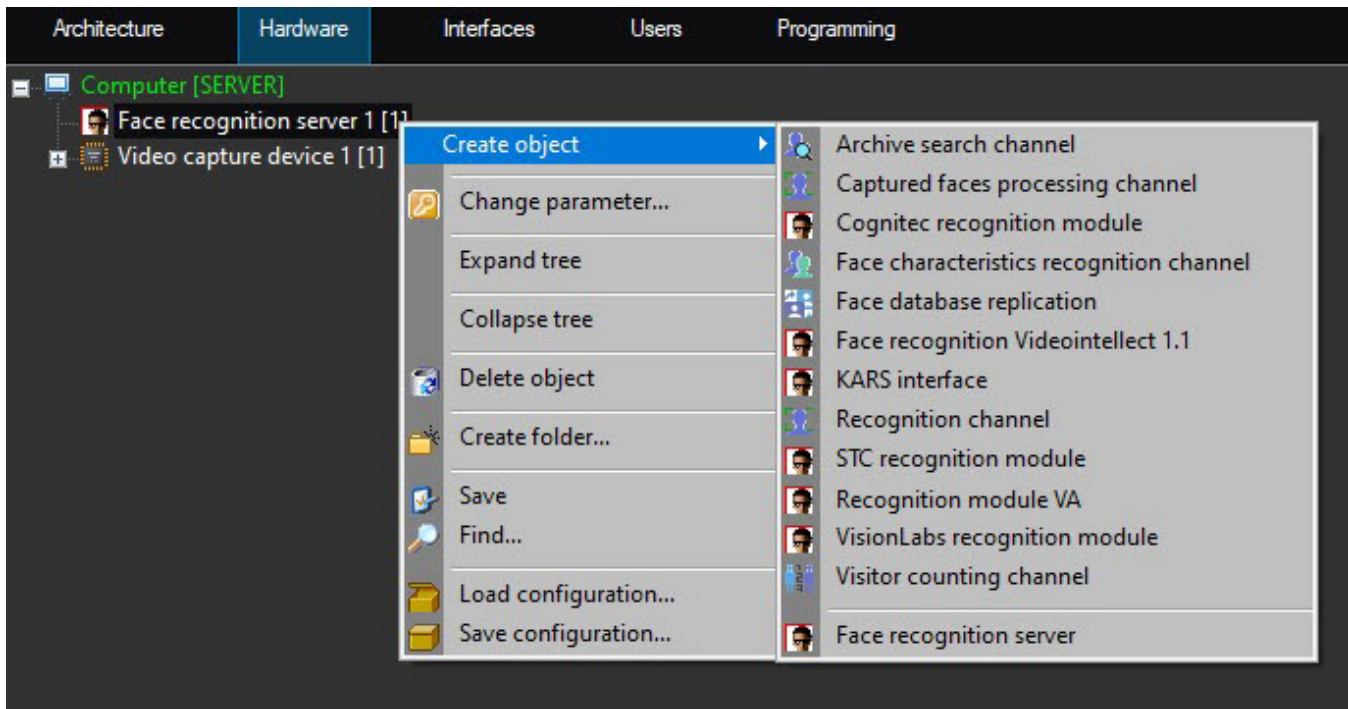 Architecture Hardware Interfaces Users Programming
Computer [SERVER]
Face recognition server 1 [1]
Video capture device 1 [1]
Create object
Change parameter...
Expand tree
Collapse tree
Delete object
Create folder...
Save
Find...
Load configuration...
Save configuration...
Archive search channel
Captured faces processing channel
Cognitec recognition module
Face characteristics recognition channel
Face database replication
Face recognition Videointellect 1.1
KARS interface
Recognition channel
STC recognition module
Recognition module VA
VisionLabs recognition module
Visitor counting channel
Face recognition server